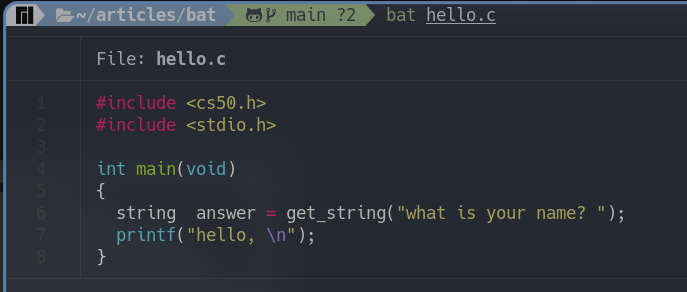 ~/articles/bat main ?2 bat hello.c
File: hello.c
1 #include <cs50.h>
2 #include <stdio.h>
3
4 int main(void)
5 {
6 string  answer = get_string("what is your name? ");
7 printf("hello, \n");
8 }